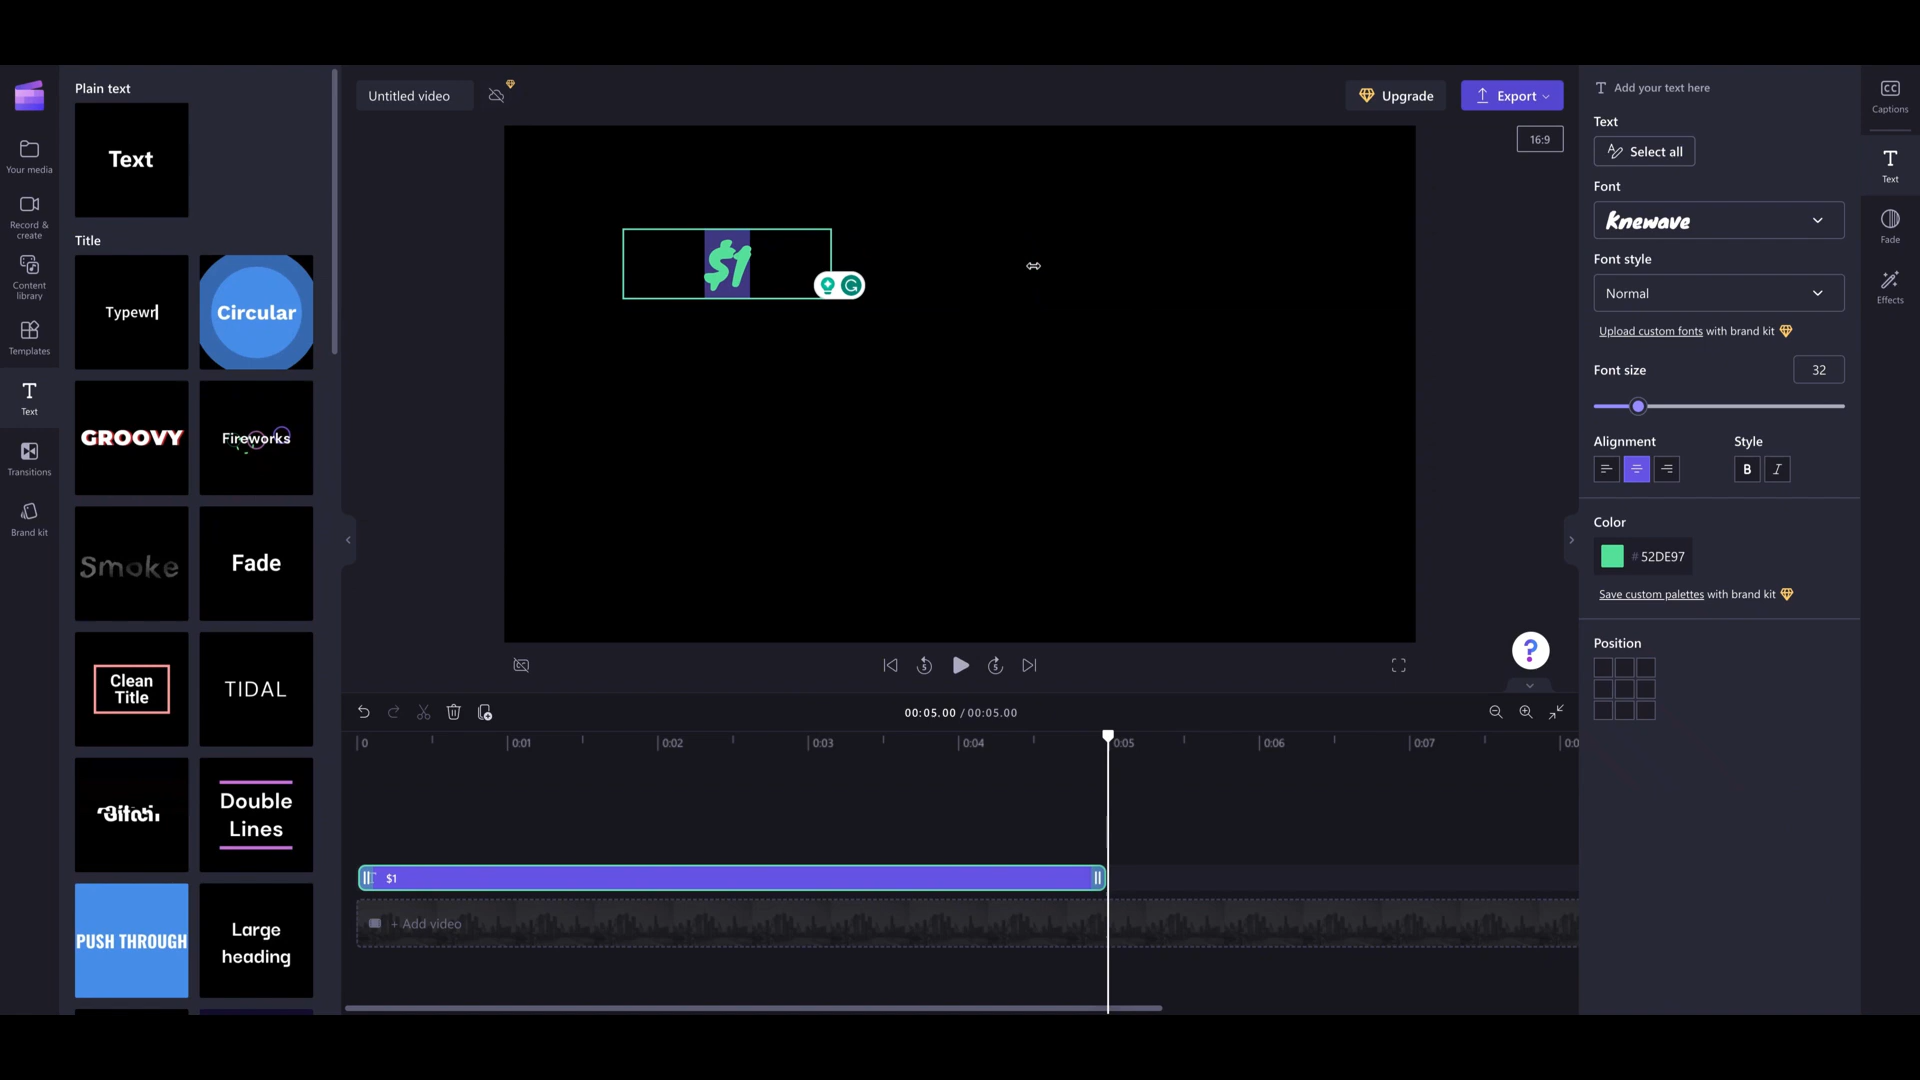 Plain text
Text
Title
Typewr
Circular
GROOVY
Fireworks
Smoke
Fade
Clean
Title
TIDAL
Double
Lines
PUSH THROUGH
Large
heading
Your media
Record &
create
Content
library
Templates
Text
Transitions
Brand kit
Untitled video
Upgrade
Export
16:9
$1
00:05.00 / 00:05.00
0
0:01
0:02
0:03
0:04
0:05
0:06
0:07
0:0
$1
+ Add video
Add your text here
Text
Select all
Font
Knewave
Font style
Normal
Upload custom fonts with brand kit
Font size
32
Alignment
Style
B I
Color
# 52DE97
Save custom palettes with brand kit
Position
CC
Captions
Text
Fade
Effects